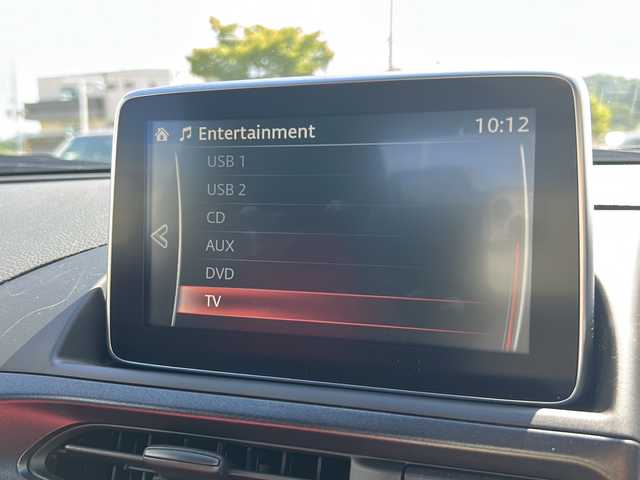 Entertainment 10:12
USB 1
USB 2
CD
AUX
DVD
TV